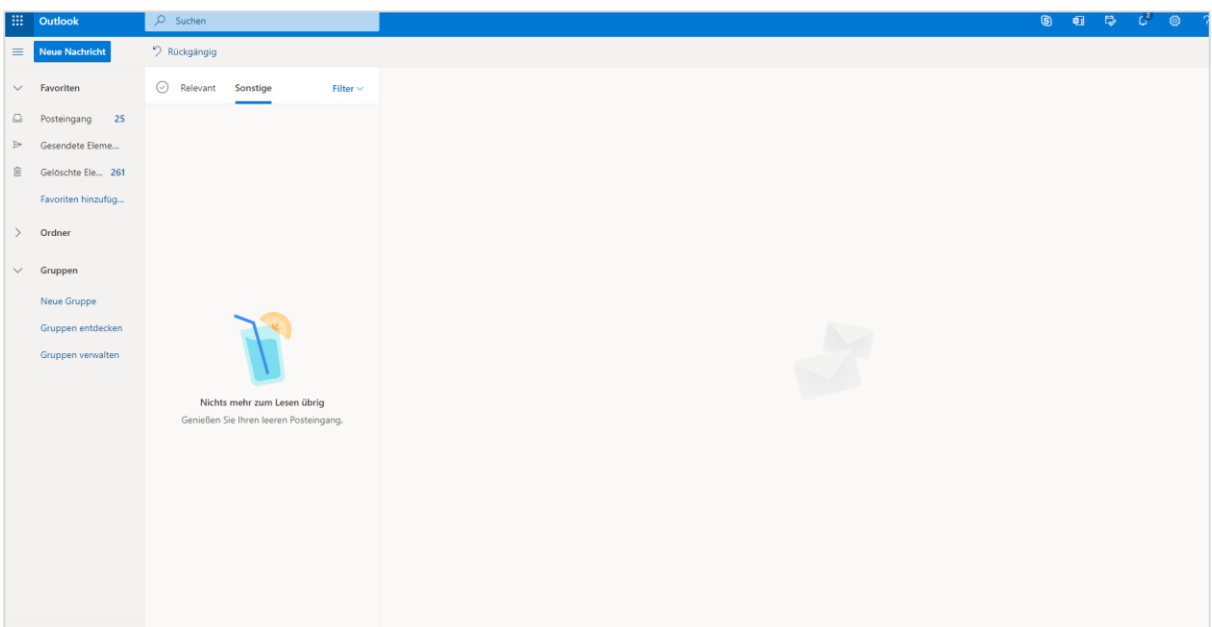 Outlook
Suchen
2
?
Neue Nachricht
Rückgängig
Favoriten
Relevant Sonstige Filter
Posteingang 25
Gesendete Eleme...
Gelöschte Ele... 261
Favoriten hinzufüg...
Ordner
Gruppen
Neue Gruppe
Gruppen entdecken
Gruppen verwalten
Nichts mehr zum Lesen übrig
Genießen Sie Ihren leeren Posteingang.